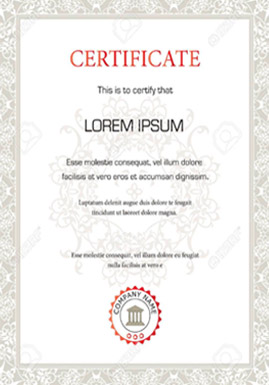 CERTIFICATE
This is to certify that
LOREM IPSUM
Esse molestie consequat, vel illum dolore
facilisis at vero eros et accumsan dignissim.
Luptatum delenit augue duis dolore te feugait
tincidunt ut laoreet dolore magna.
Esse molestie consequat, vel illum dolore eu feugiat
nulla facilisis at vero e
COMPANY NAME